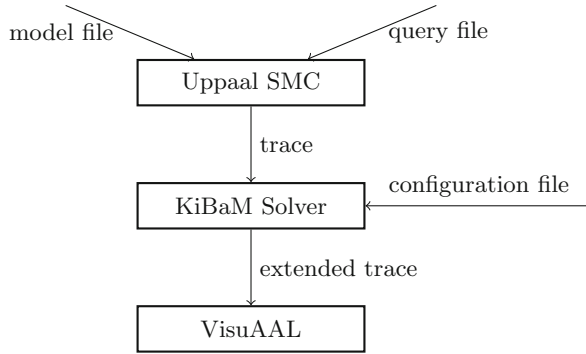 model file
query file
Uppaal SMC
trace
configuration file
KiBaM Solver
extended trace
VisuAAL